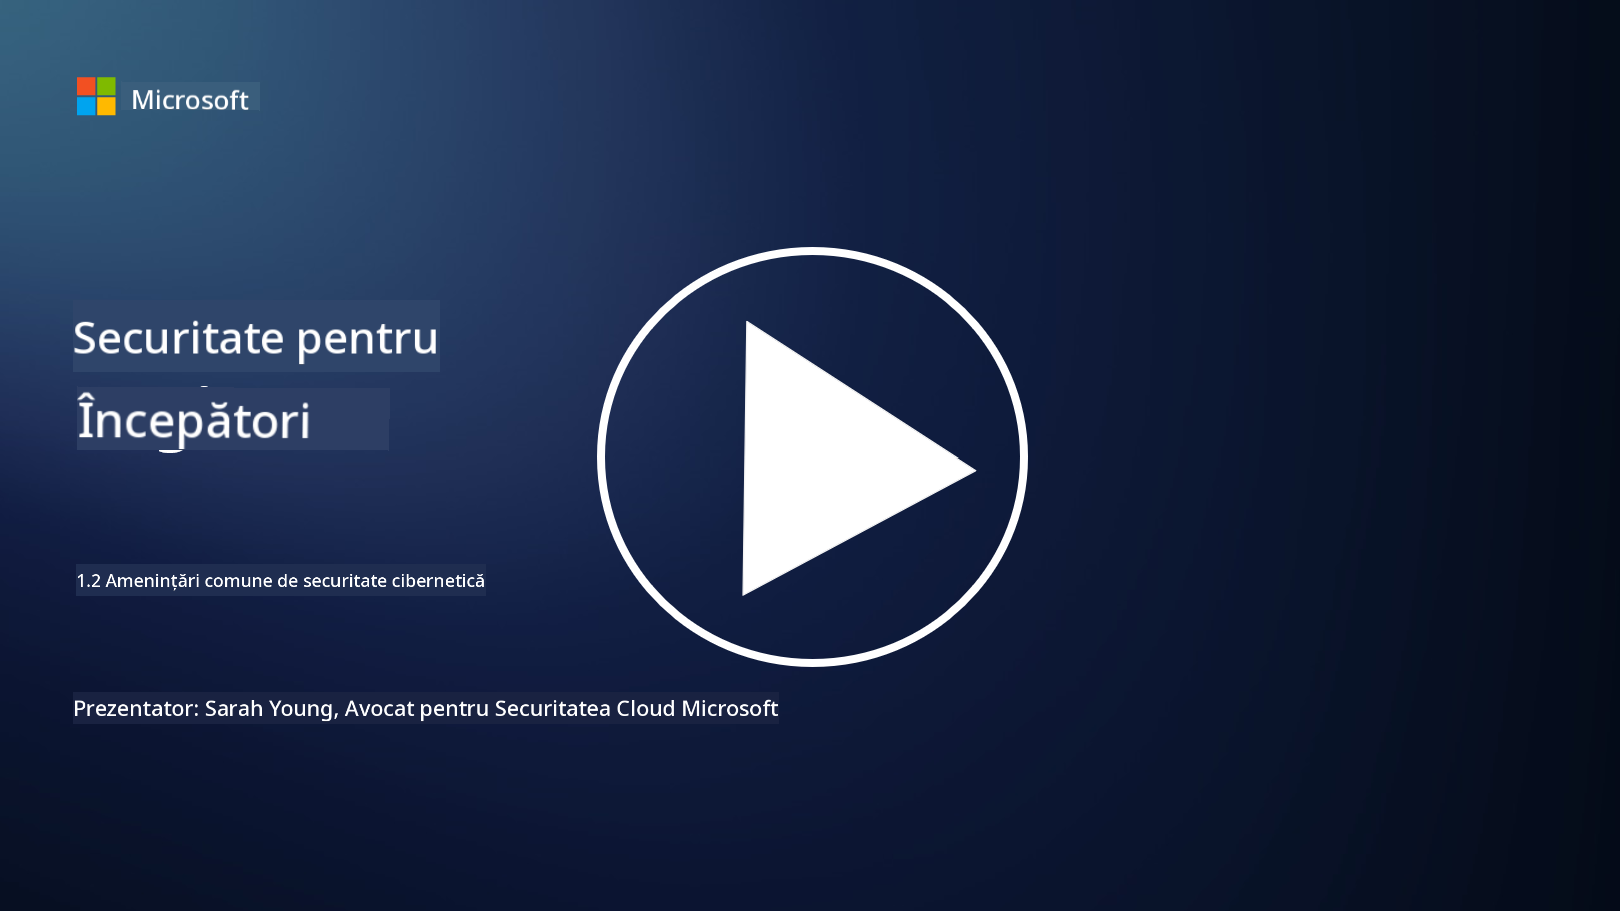 Microsoft
Securitate pentru
Începători
1.2 Amenințări comune de securitate cibernetică
Prezentator: Sarah Young, Avocat pentru Securitatea Cloud Microsoft